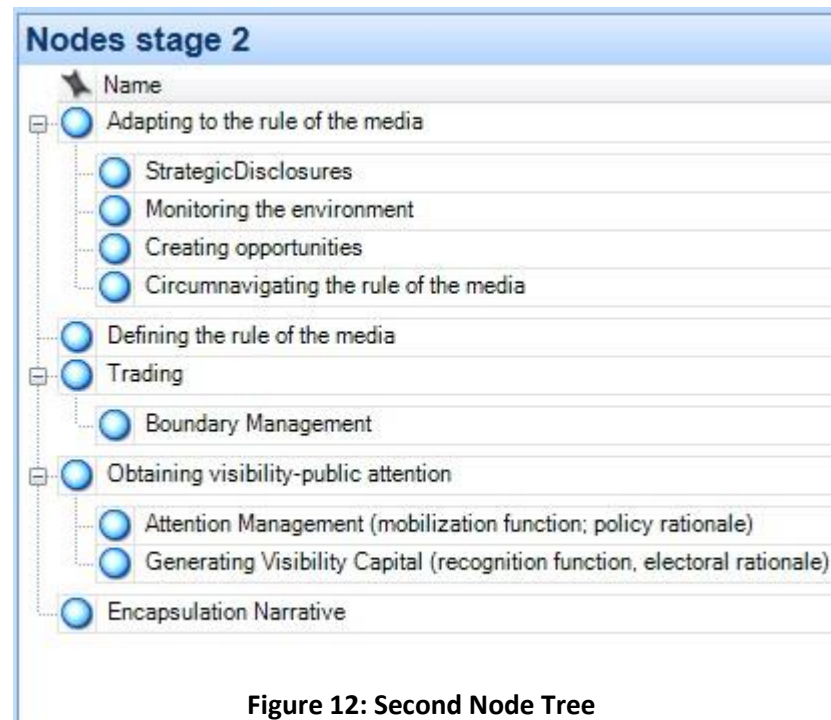 Nodes stage 2
Name
Adapting to the rule of the media
StrategicDisclosures
Monitoring the environment
Creating opportunities
Circumnavigating the rule of the media
Defining the rule of the media
Trading
Boundary Management
Obtaining visibility-public attention
Attention Management (mobilization function; policy rationale)
Generating Visibility Capital (recognition function, electoral rationale)
Encapsulation Narrative
Figure 12: Second Node Tree